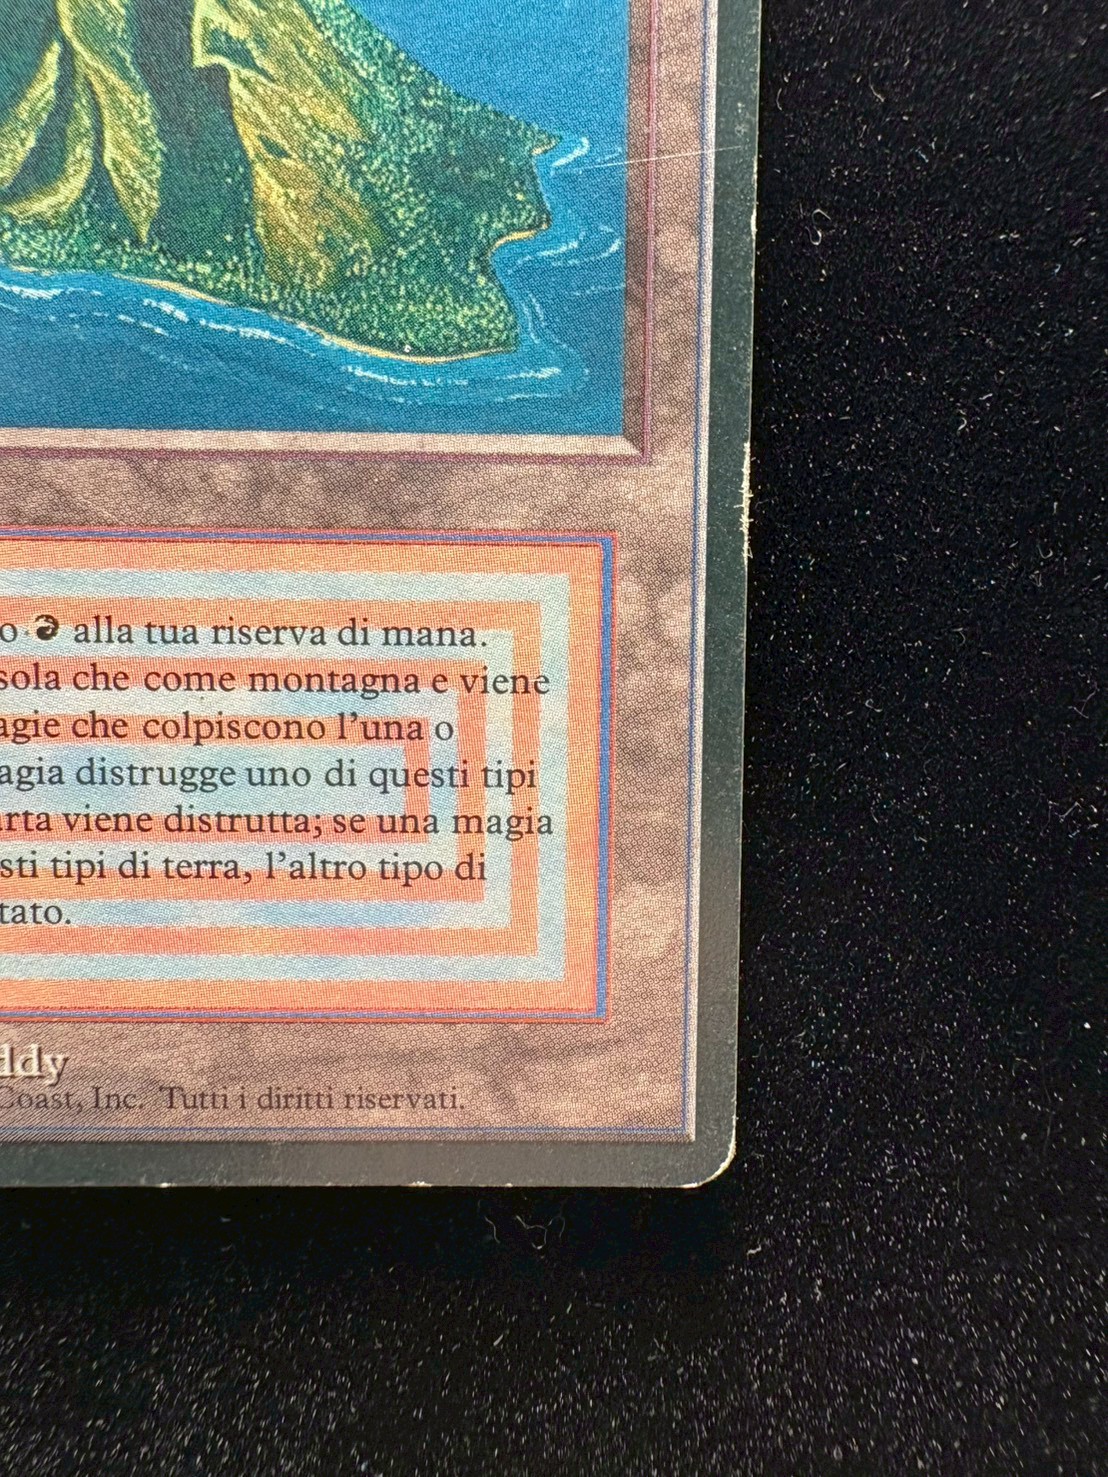 o alla tua riserva di mana.
sola che come montagna e viene
agie che colpiscono l'una o
agia distrugge uno di questi tipi
arta viene distrutta; se una magia
sti tipi di terra, l'altro tipo di
tato.
ddy
Coast, Inc. Tutti i diritti riservati.